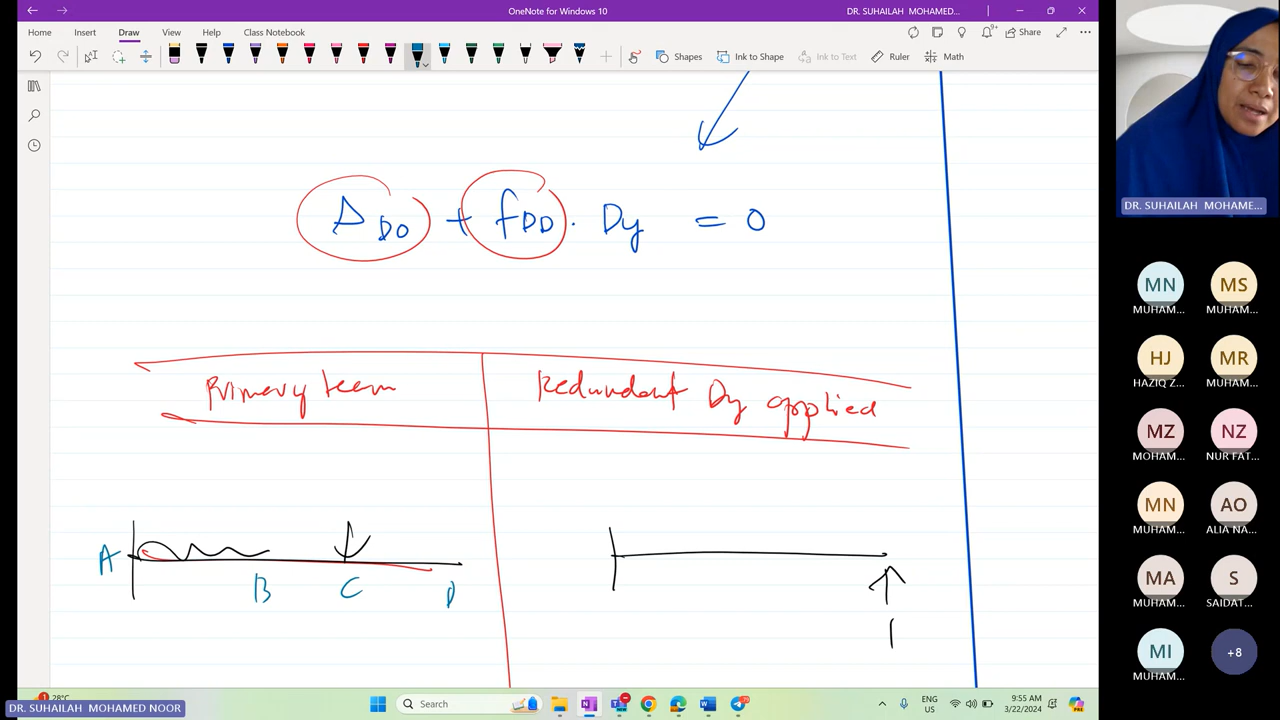 OneNote for Windows 10
DR. SUHAILAH MOHAMED...
Home Insert Draw View Help Class Notebook
Share
Shapes Ink to Shape Ink to Text Ruler Math
Δ DO + fDD . Dy = 0
Primary beam Redundant Dy applied
A B C D
1
DR. SUHAILAH MOHAME...
MN MS
MUHAM... MUHAM...
HJ MR
HAZIQ Z... MUHAM...
MZ NZ
MOHAM... NUR FAT...
MN AO
MUHAM... ALIA NA...
MA S
MUHAM... SAIDAT...
MI +8
MUHAM...
28°C
DR. SUHAILAH MOHAMED NOOR
Search
ENG
US
9:55 AM
3/22/2024